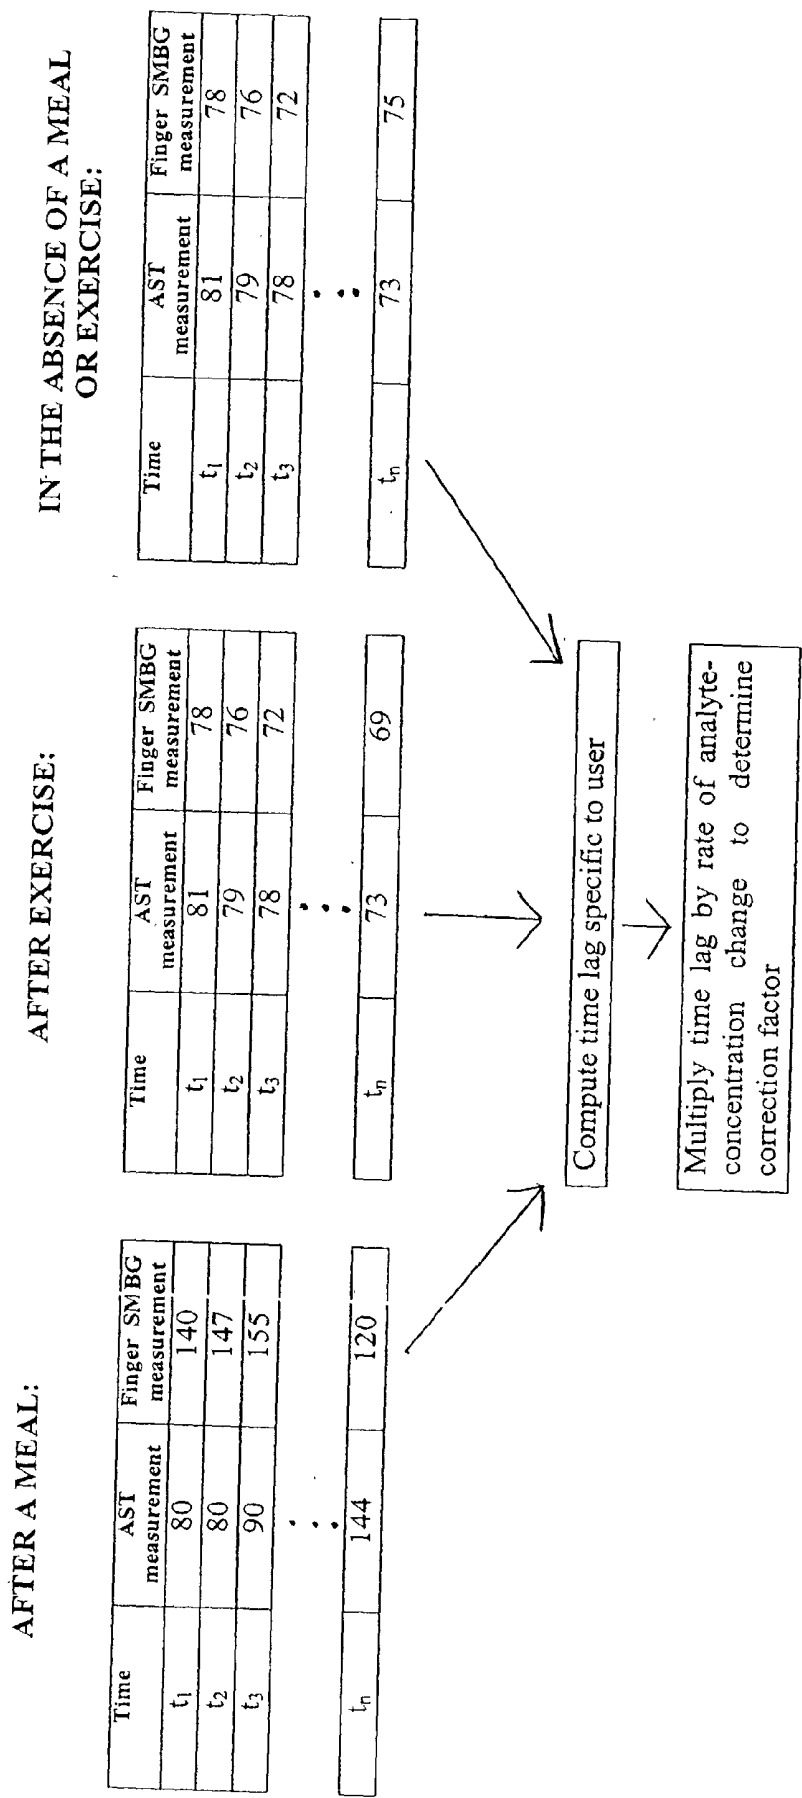 AFTER A MEAL:
Time AST Finger SMBG
measurement measurement
t1 80 140
t2 80 147
t3 90 155
tn 144 120
AFTER EXERCISE:
Time AST Finger SMBG
measurement measurement
t1 81 78
t2 79 76
t3 78 72
tn 73 69
IN THE ABSENCE OF A MEAL
OR EXERCISE:
Time AST Finger SMBG
measurement measurement
t1 81 78
t2 79 76
t3 78 72
tn 73 75
Compute time lag specific to user
Multiply time lag by rate of analyte-
concentration change to determine
correction factor